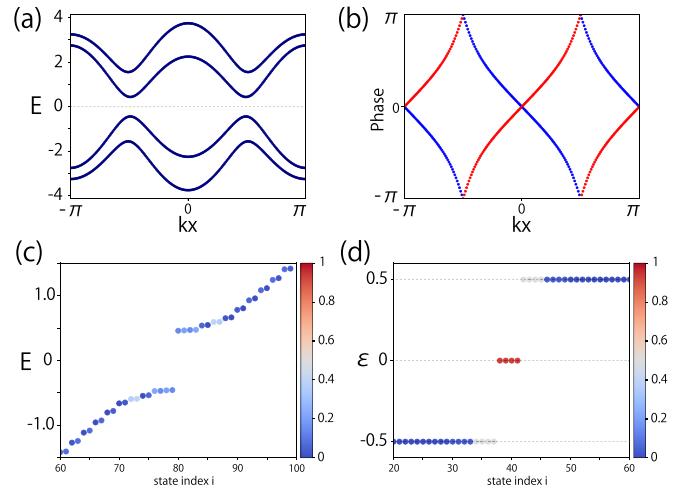 (a)
4
2
0
-2
-4
E
-π
0
π
kx
(b)
π
0
-π
Phase
-π
0
π
kx
(c)
1.0
0
-1.0
E
60
70
80
90
100
state index i
1
0.8
0.6
0.4
0.2
0
(d)
0.5
0
-0.5
ε
20
30
40
50
60
state index i
1
0.8
0.6
0.4
0.2
0